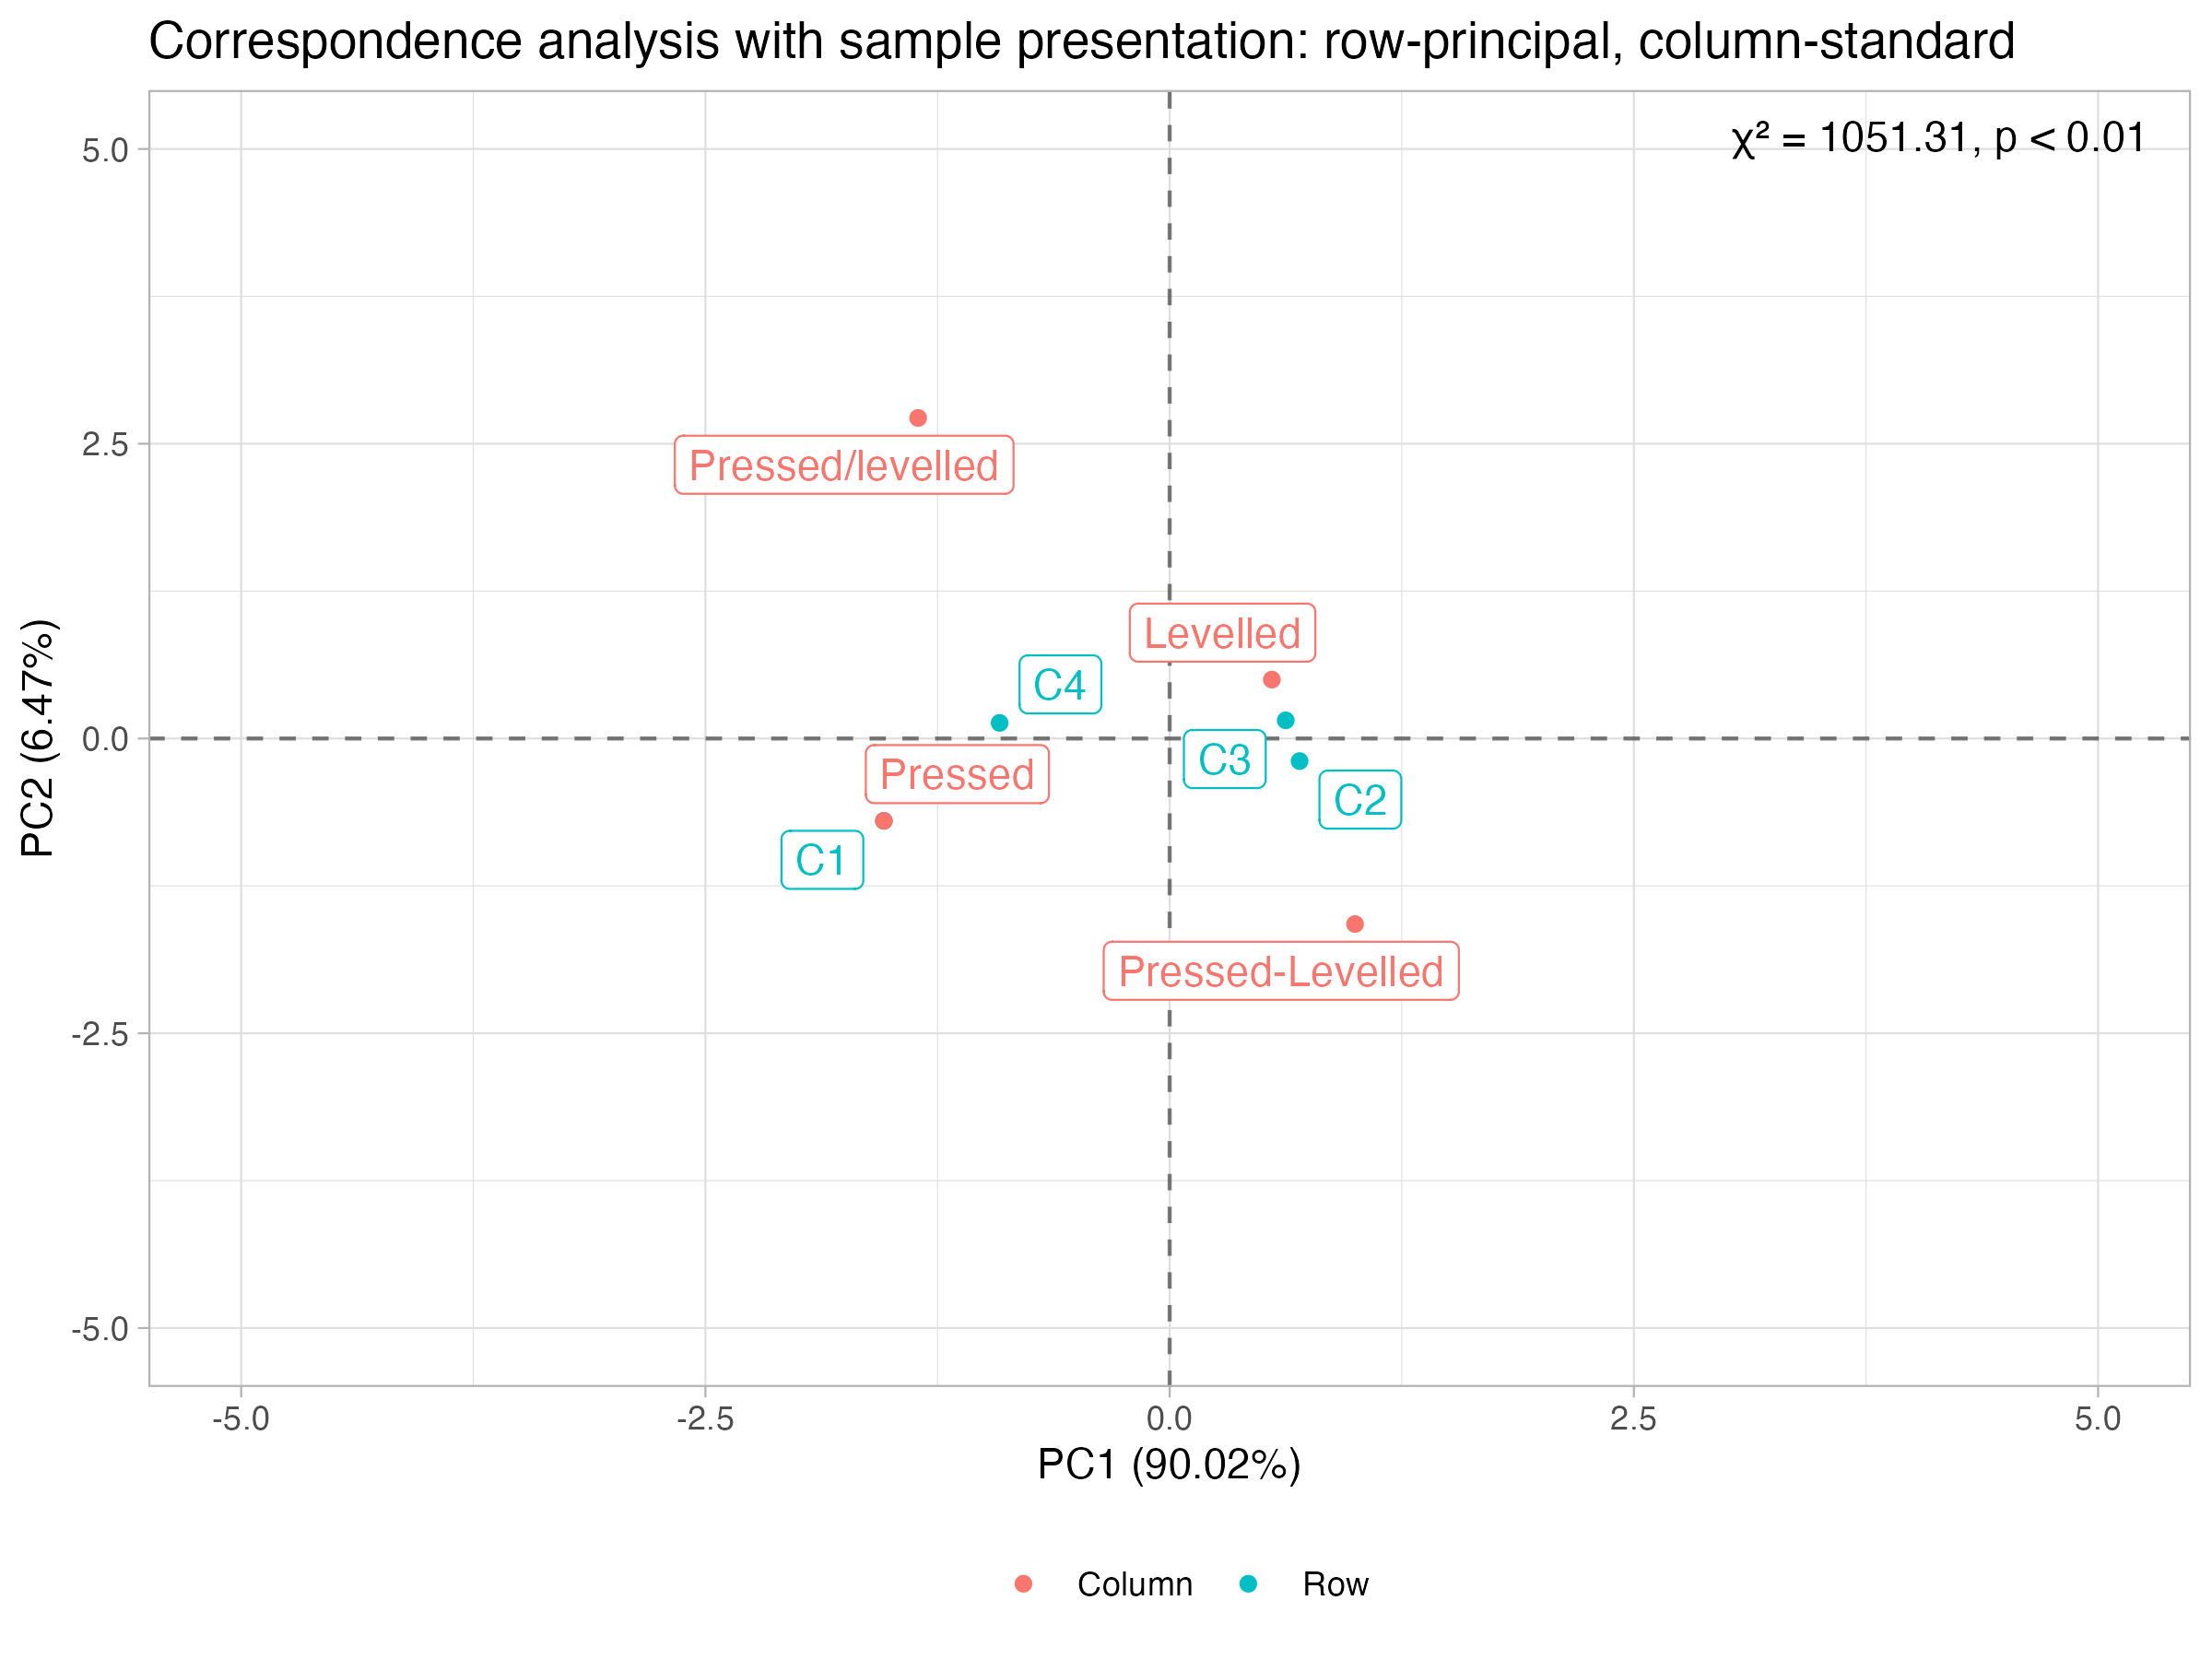 Correspondence analysis with sample presentation: row-principal, column-standard
χ² = 1051.31, p < 0.01
5.0
2.5
0.0
-2.5
-5.0
PC2 (6.47%)
Pressed/levelled
Levelled
C4
Pressed
C3
C2
C1
Pressed-Levelled
-5.0
-2.5
0.0
2.5
5.0
PC1 (90.02%)
Column
Row